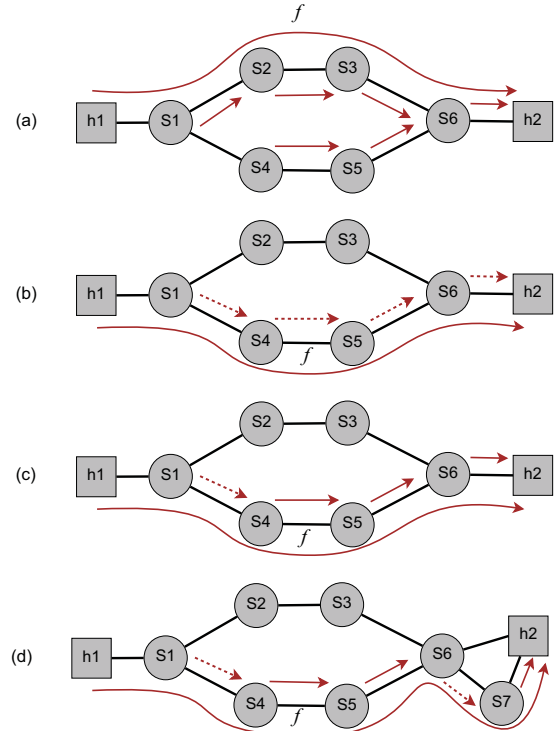 f
S2 S3
(a) h1 S1 S6 h2
S4 S5
S2 S3
(b) h1 S1 S6 h2
S4 f S5
S2 S3
(c) h1 S1 S6 h2
S4 f S5
S2 S3
(d) h1 S1 S6 h2
S4 f S5 S7